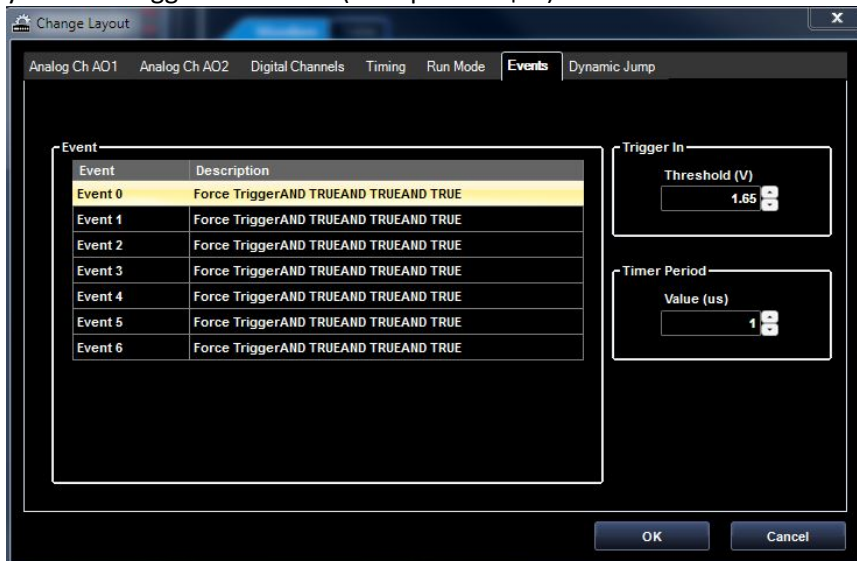 Change Layout
x
Analog Ch AO1 Analog Ch AO2 Digital Channels Timing Run Mode Events Dynamic Jump
Event
Event Description
Event 0 Force TriggerAND TRUEAND TRUEAND TRUE
Event 1 Force TriggerAND TRUEAND TRUEAND TRUE
Event 2 Force TriggerAND TRUEAND TRUEAND TRUE
Event 3 Force TriggerAND TRUEAND TRUEAND TRUE
Event 4 Force TriggerAND TRUEAND TRUEAND TRUE
Event 5 Force TriggerAND TRUEAND TRUEAND TRUE
Event 6 Force TriggerAND TRUEAND TRUEAND TRUE
Trigger In
Threshold (V)
1.65
Timer Period
Value (us)
1
OK Cancel